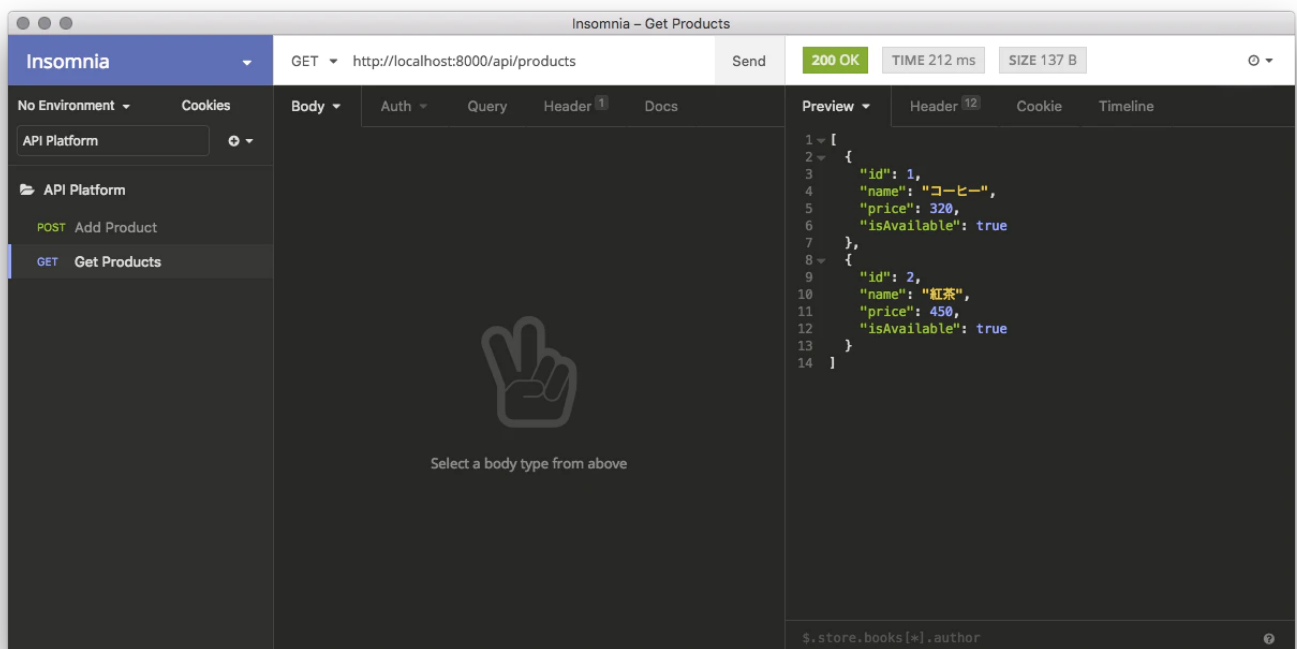 Insomnia – Get Products
Insomnia
GET http://localhost:8000/api/products Send
200 OK TIME 212 ms SIZE 137 B
No Environment Cookies
API Platform
API Platform
POST Add Product
GET Get Products
Body Auth Query Header 1 Docs
Select a body type from above
Preview Header 12 Cookie Timeline
1 [
2 {
3 "id": 1,
4 "name": "コーヒー",
5 "price": 320,
6 "isAvailable": true
7 },
8 {
9 "id": 2,
10 "name": "紅茶",
11 "price": 450,
12 "isAvailable": true
13 }
14 ]
$.store.books[*].author